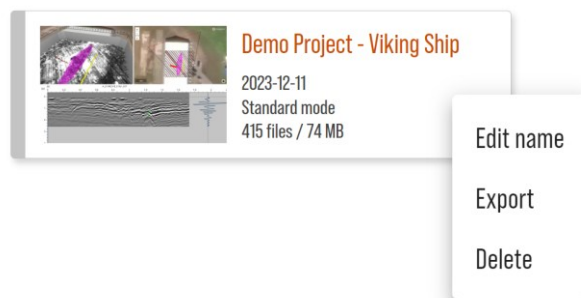 Demo Project - Viking Ship
2023-12-11
Standard mode
415 files / 74 MB
Edit name
Export
Delete